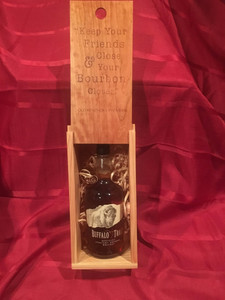 Keep Your
Friends
Close
& Your
Bourbon
Closer
BUFFALO TRACE